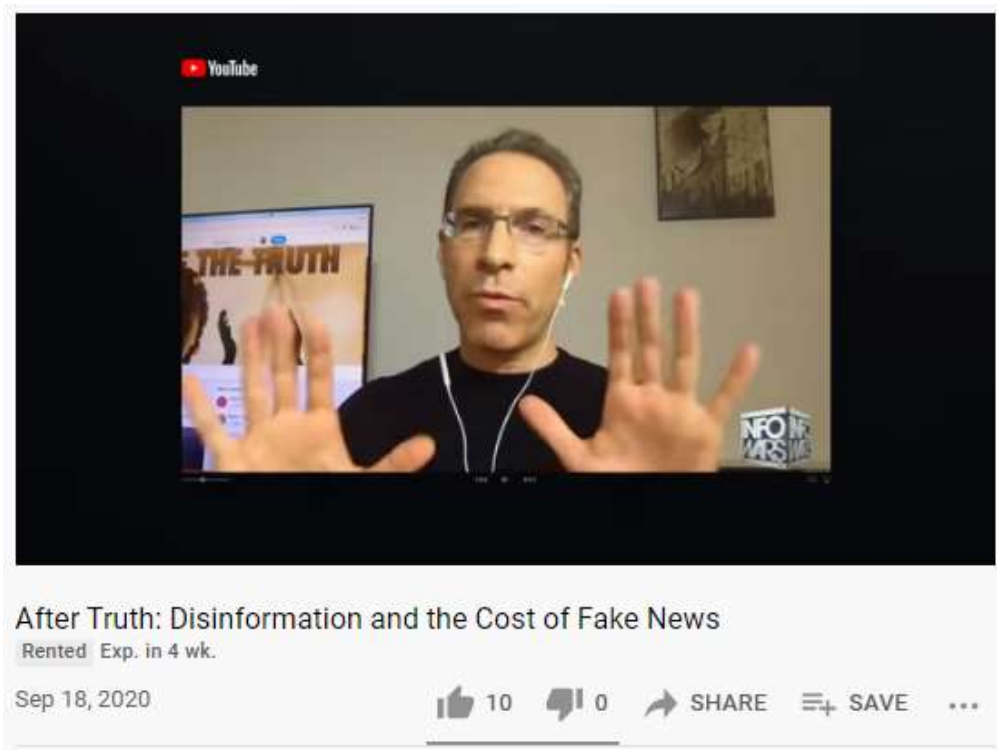 YouTube
THE TRUTH
INFO
WARS
After Truth: Disinformation and the Cost of Fake News
Rented Exp. in 4 wk.
Sep 18, 2020
10 0 SHARE SAVE ...